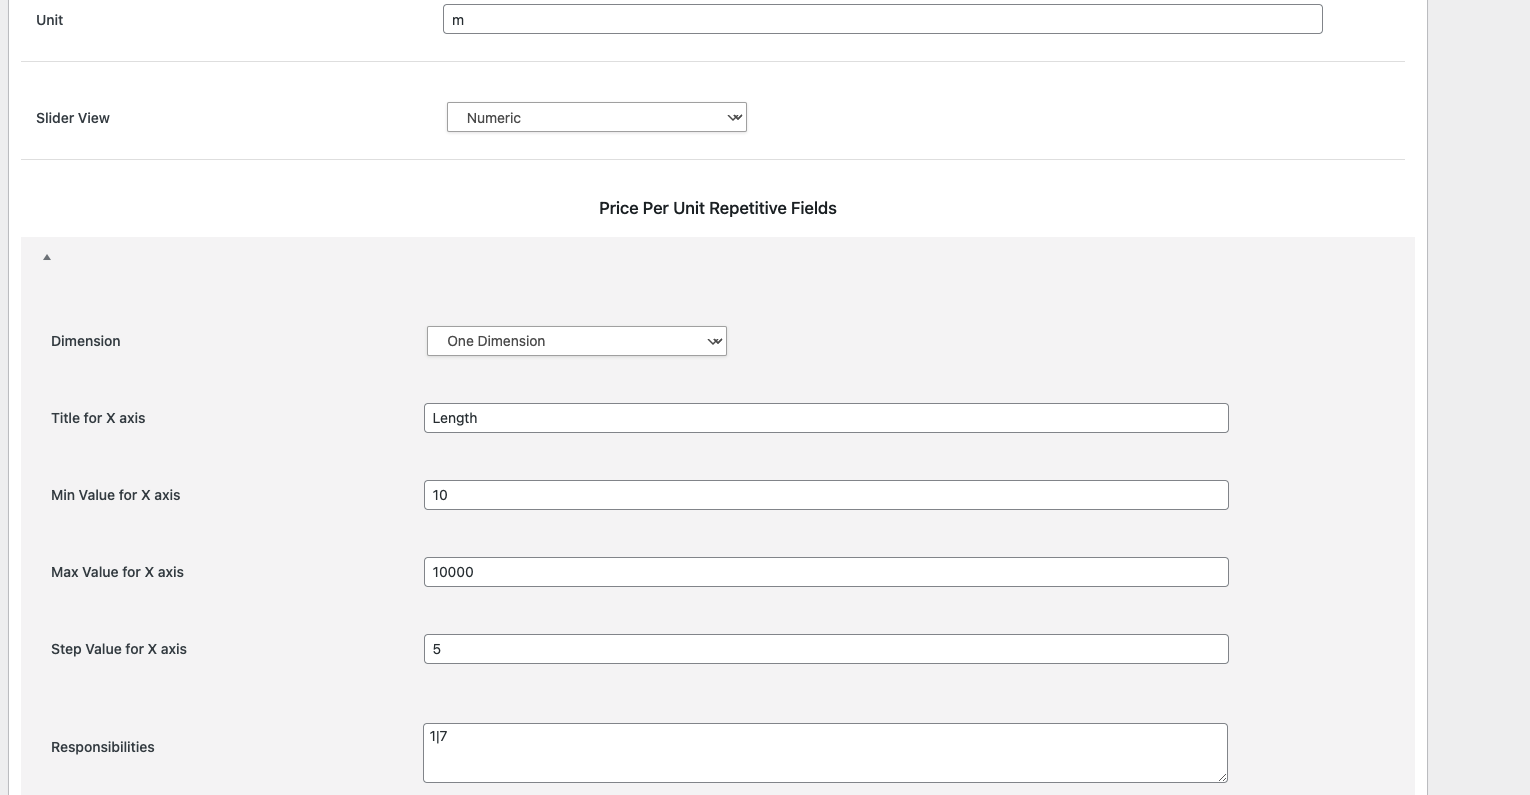 Unit
m
Slider View
Numeric
Price Per Unit Repetitive Fields
Dimension
One Dimension
Title for X axis
Length
Min Value for X axis
10
Max Value for X axis
10000
Step Value for X axis
5
Responsibilities
1|7